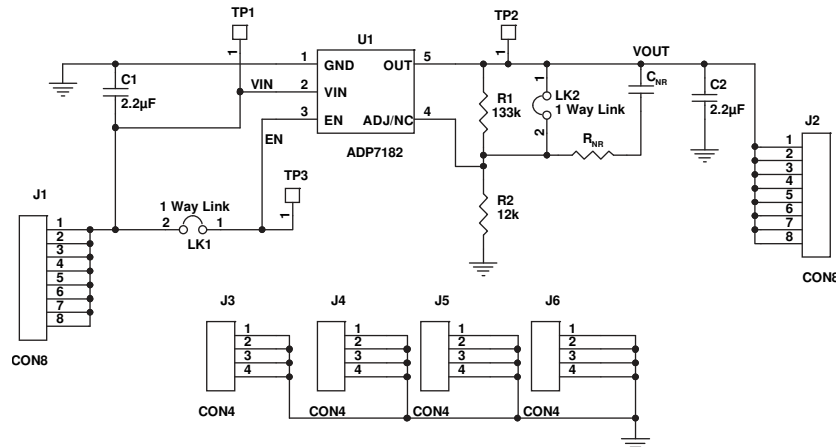 TP1
TP2
U1
1
1
C1
2.2µF
VIN
EN
1
GND
2
VIN
3
EN
OUT
5
ADJ/NC
4
ADP7182
R1
133k
1
LK2
1 Way Link
2
VOUT
CNR
RNR
C2
2.2µF
R2
12k
J2
1
2
3
4
5
6
7
8
CON8
TP3
1
J1
1
2
3
4
5
6
7
8
CON8
1 Way Link
2
1
LK1
J3
1
2
3
4
CON4
J4
1
2
3
4
CON4
J5
1
2
3
4
CON4
J6
1
2
3
4
CON4